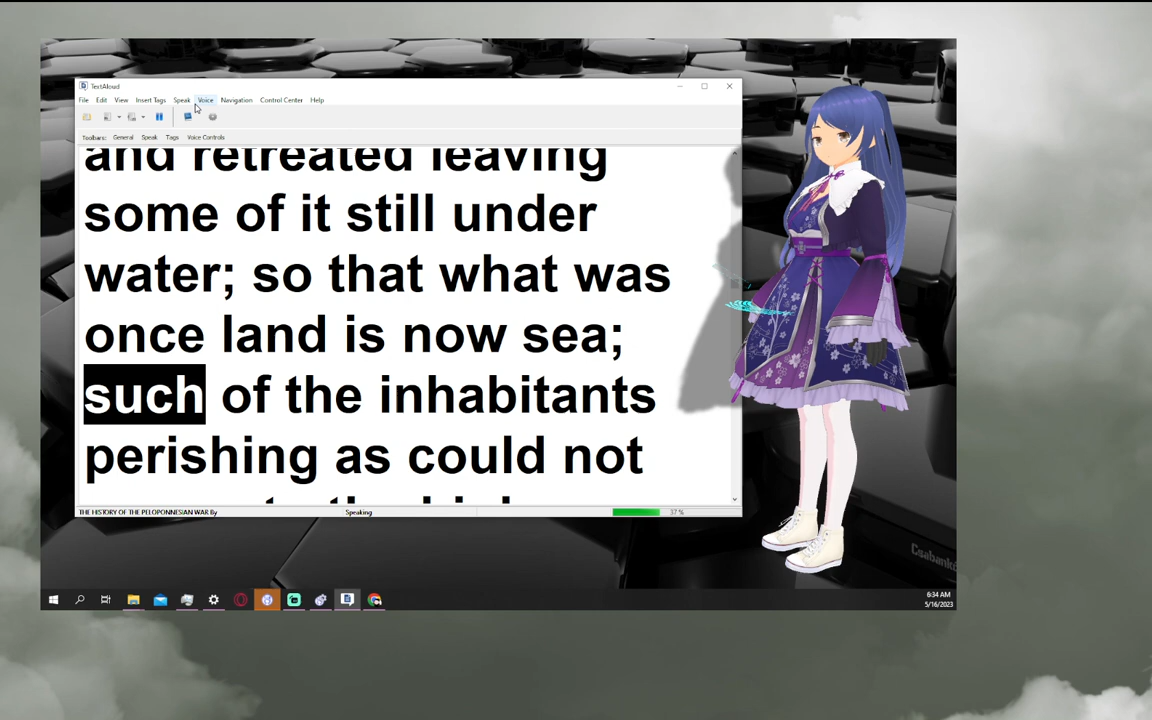 TextAloud
File Edit View Insert Tags Speak Voice Navigation Control Center Help
Toolbars: General Speak Tags Voice Controls
and retreated leaving
some of it still under
water; so that what was
once land is now sea;
such of the inhabitants
perishing as could not
THE HISTORY OF THE PELOPONNESIAN WAR By Speaking 37 %
Csabank
6:34 AM
5/16/2023